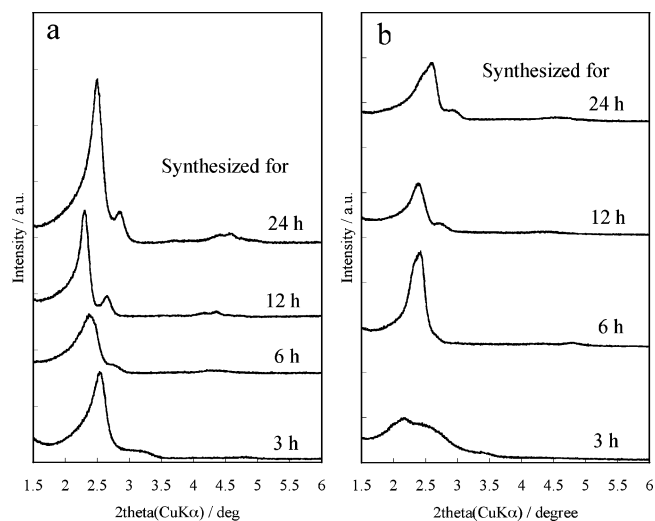 a
Synthesized for
24 h
12 h
6 h
3 h
Intensity / a.u.
1.5 2 2.5 3 3.5 4 4.5 5 5.5 6
2theta(CuKα) / deg
b
Synthesized for
24 h
12 h
6 h
3 h
Intensity / a.u.
1.5 2 2.5 3 3.5 4 4.5 5 5.5 6
2theta(CuKα) / degree